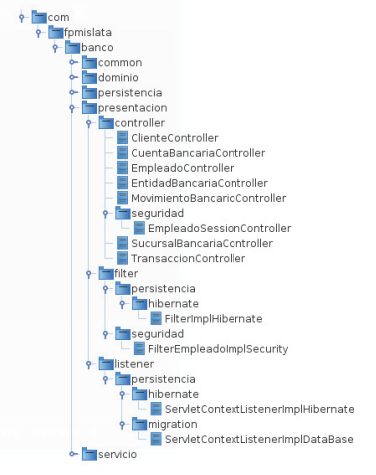 com
fpmislata
banco
common
dominio
persistencia
presentacion
controller
ClienteController
CuentaBancariaController
EmpleadoController
EntidadBancariaController
MovimientoBancarioController
seguridad
EmpleadoSessionController
SucursalBancariaController
TransaccionController
filter
persistencia
hibernate
FilterImplHibernate
seguridad
FilterEmpleadoImplSecurity
listener
persistencia
hibernate
ServletContextListenerImplHibernate
migration
ServletContextListenerImplDataBase
servicio